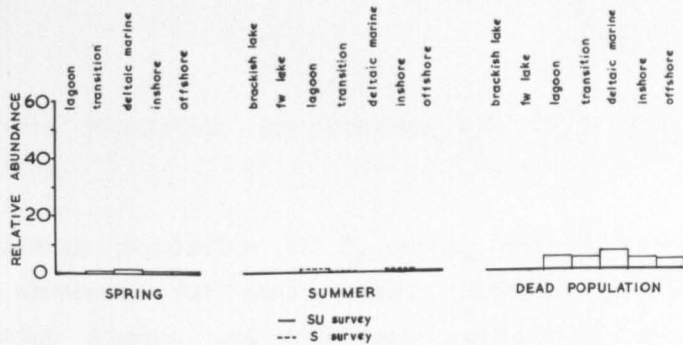 lagoon
transition
deltaic marine
inshore
offshore
brackish lake
fw lake
lagoon
transition
deltaic marine
inshore
offshore
brackish lake
fw lake
lagoon
transition
deltaic marine
inshore
offshore
RELATIVE ABUNDANCE
60
40
20
0
SPRING
SUMMER
DEAD POPULATION
SU survey
S survey